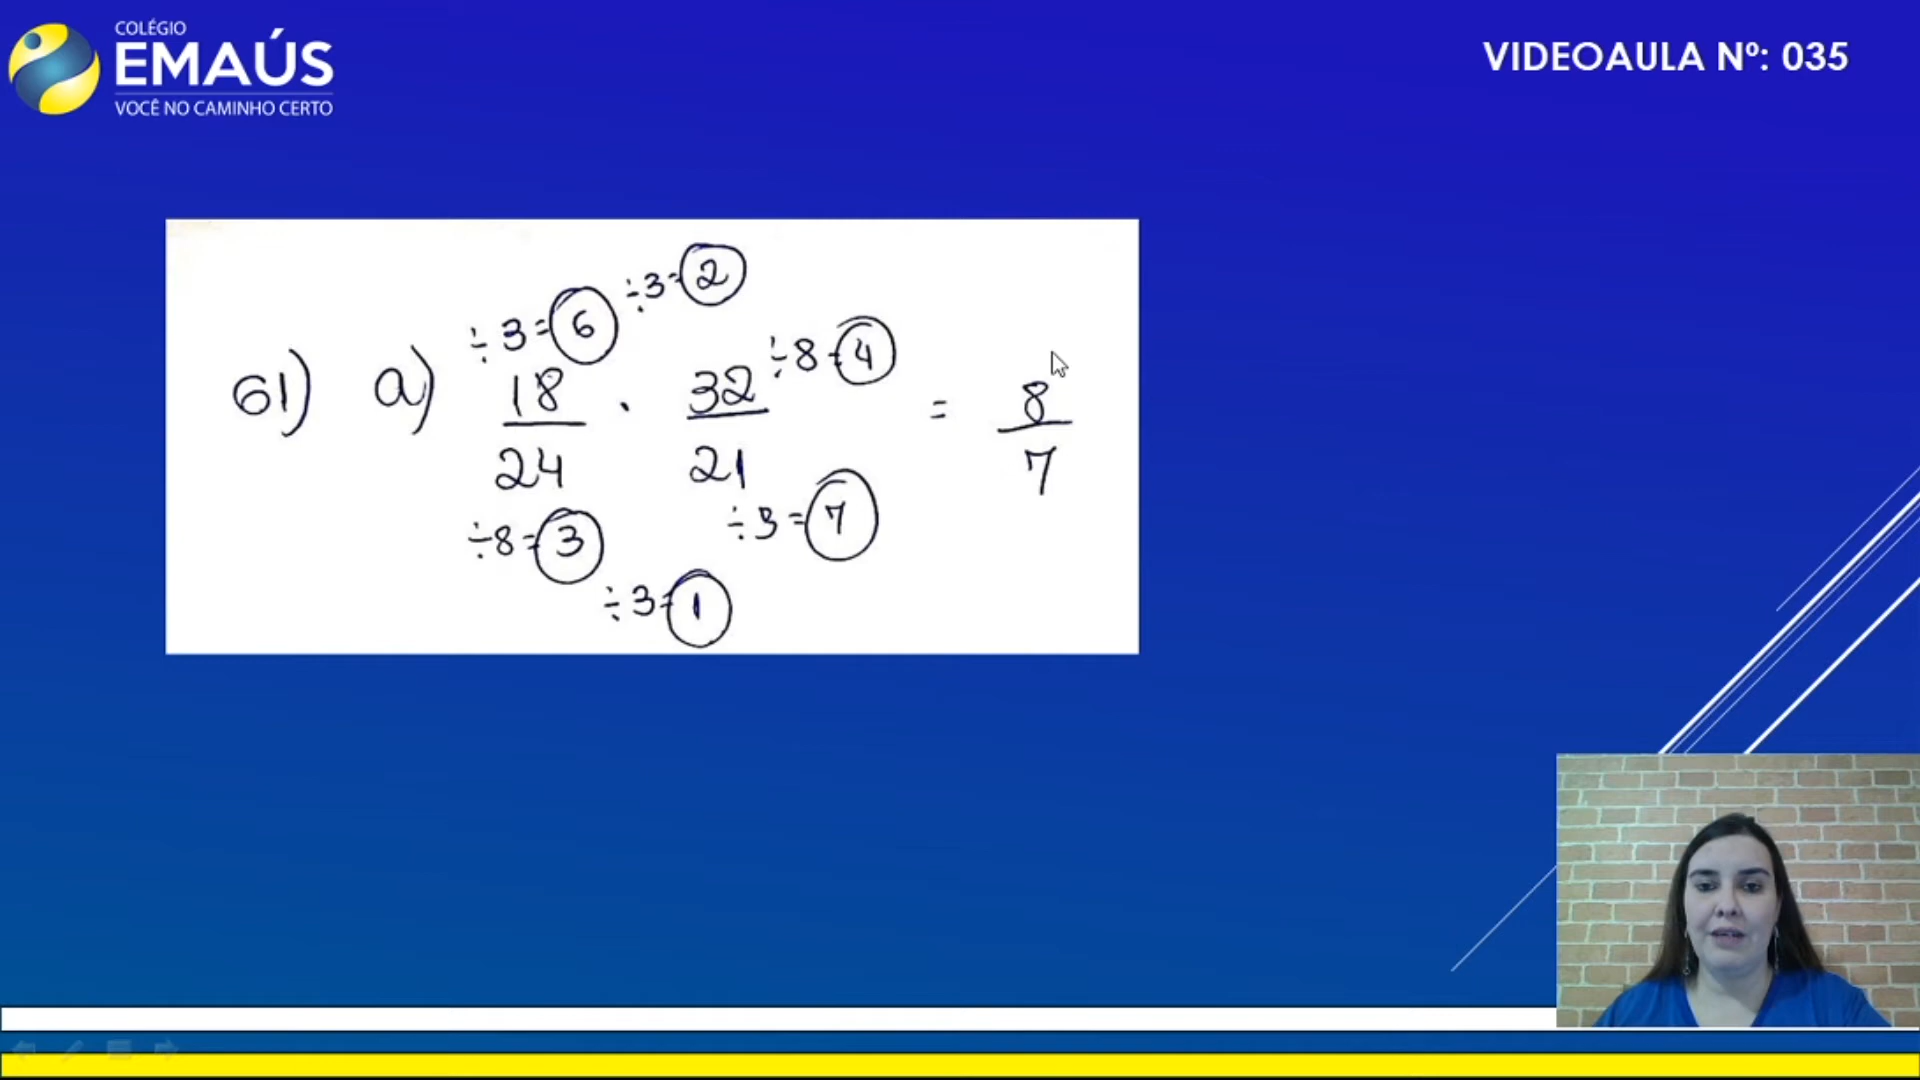 COLÉGIO
EMAÚS
VOCÊ NO CAMINHO CERTO
VIDEOAULA Nº: 035
÷3=2
÷3=6
÷8=4
61) a) 18/24 · 32/21 = 8/7
÷8=3
÷3=7
÷3=1